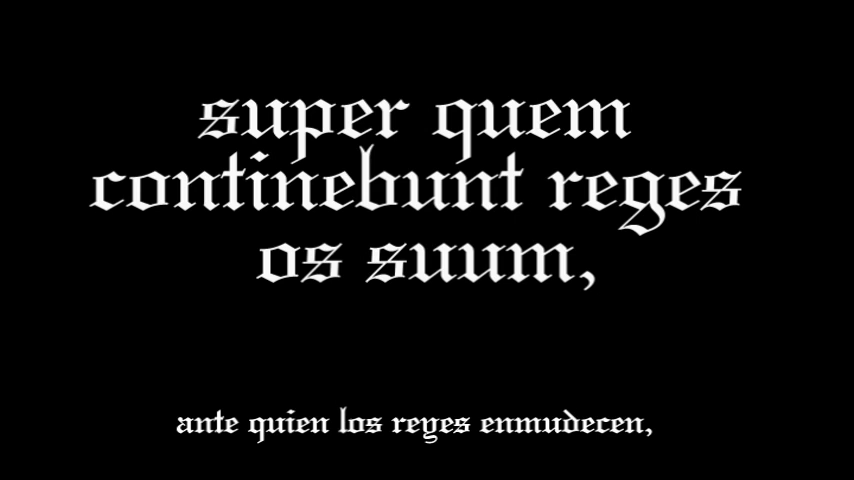 super quem
continebunt reges
os suum,
ante quien los reyes enmudecen,